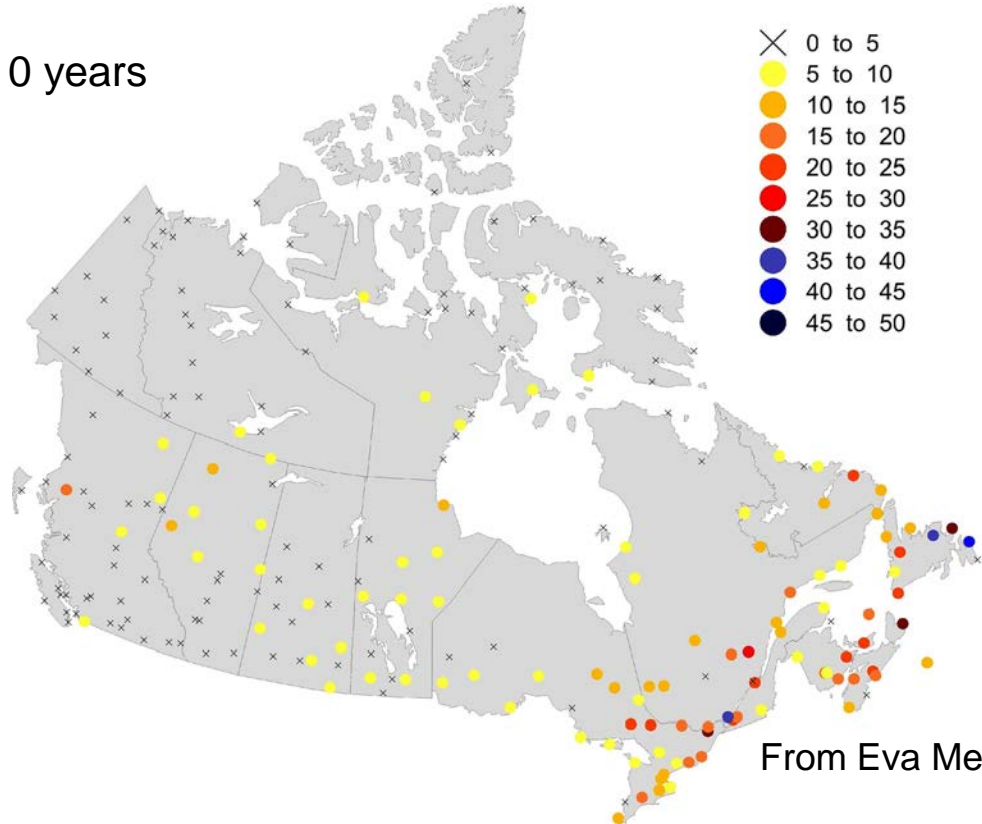 0 years
0 to 5
5 to 10
10 to 15
15 to 20
20 to 25
25 to 30
30 to 35
35 to 40
40 to 45
45 to 50
From Eva Me